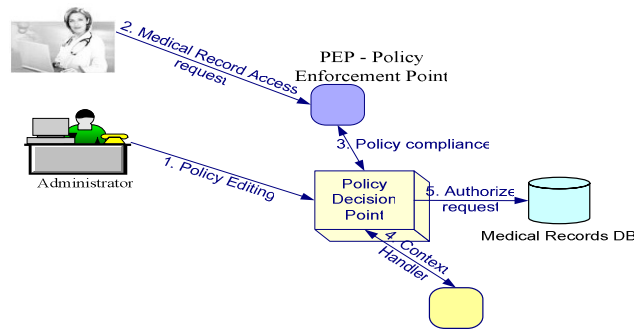 2. Medical Record Access
request
PEP - Policy
Enforcement Point
3. Policy compliance
Administrator
1. Policy Editing
Policy
Decision
Point
5. Authorize
request
Medical Records DB
4. Context
Handler